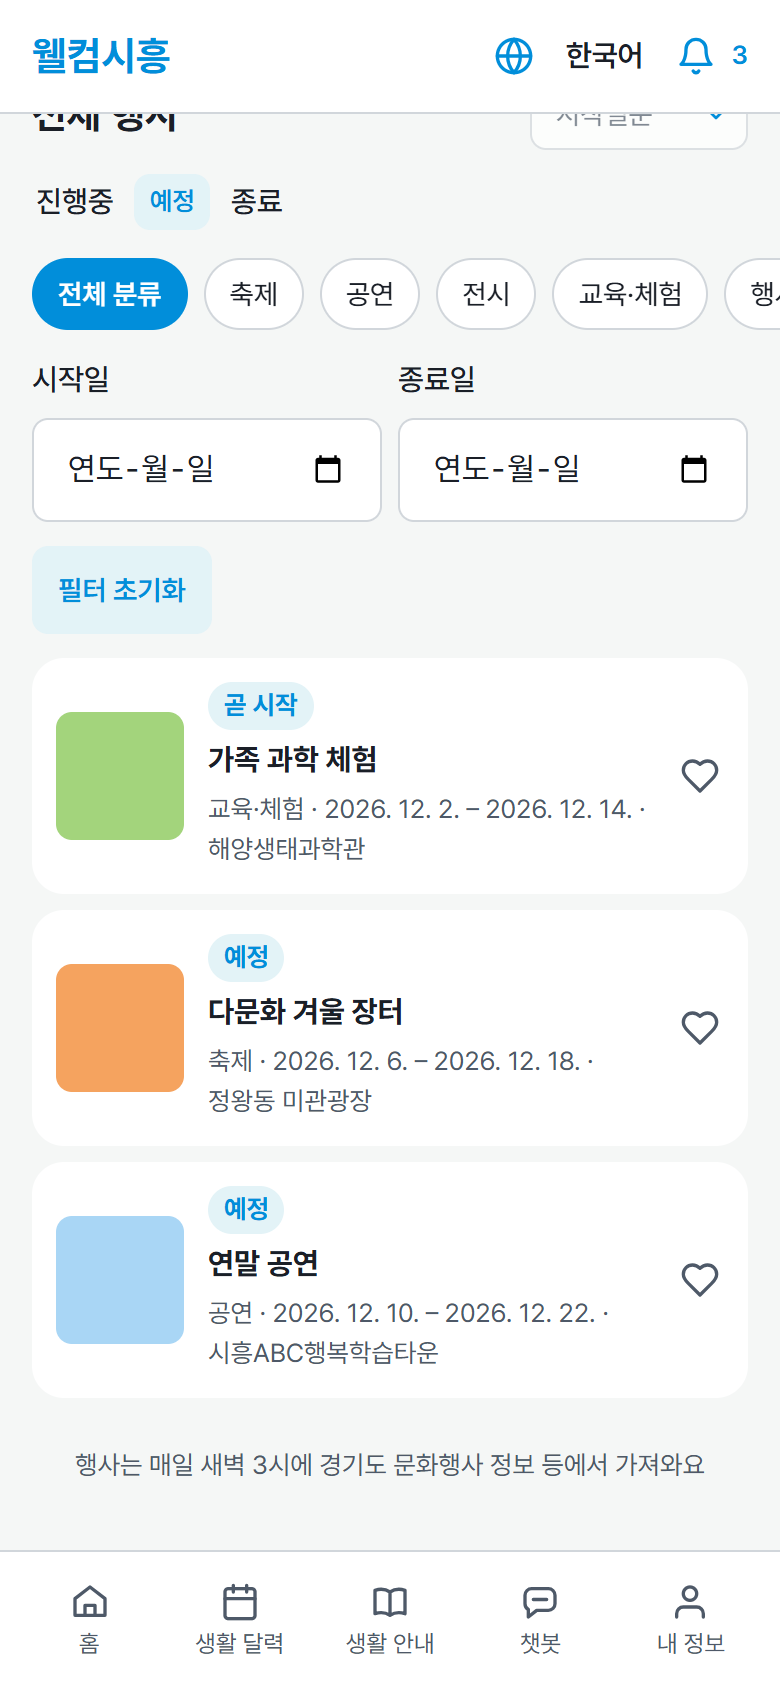 웰컴시흥
한국어
3
전체 행사
시작일순
진행중 예정 종료
전체 분류 축제 공연 전시 교육·체험
시작일 종료일
연도-월-일 연도-월-일
필터 초기화
곧 시작
가족 과학 체험
교육·체험 · 2026. 12. 2. – 2026. 12. 14. ·
해양생태과학관
예정
다문화 겨울 장터
축제 · 2026. 12. 6. – 2026. 12. 18. ·
정왕동 미관광장
예정
연말 공연
공연 · 2026. 12. 10. – 2026. 12. 22. ·
시흥ABC행복학습타운
행사는 매일 새벽 3시에 경기도 문화행사 정보 등에서 가져와요
홈 생활 달력 생활 안내 챗봇 내 정보